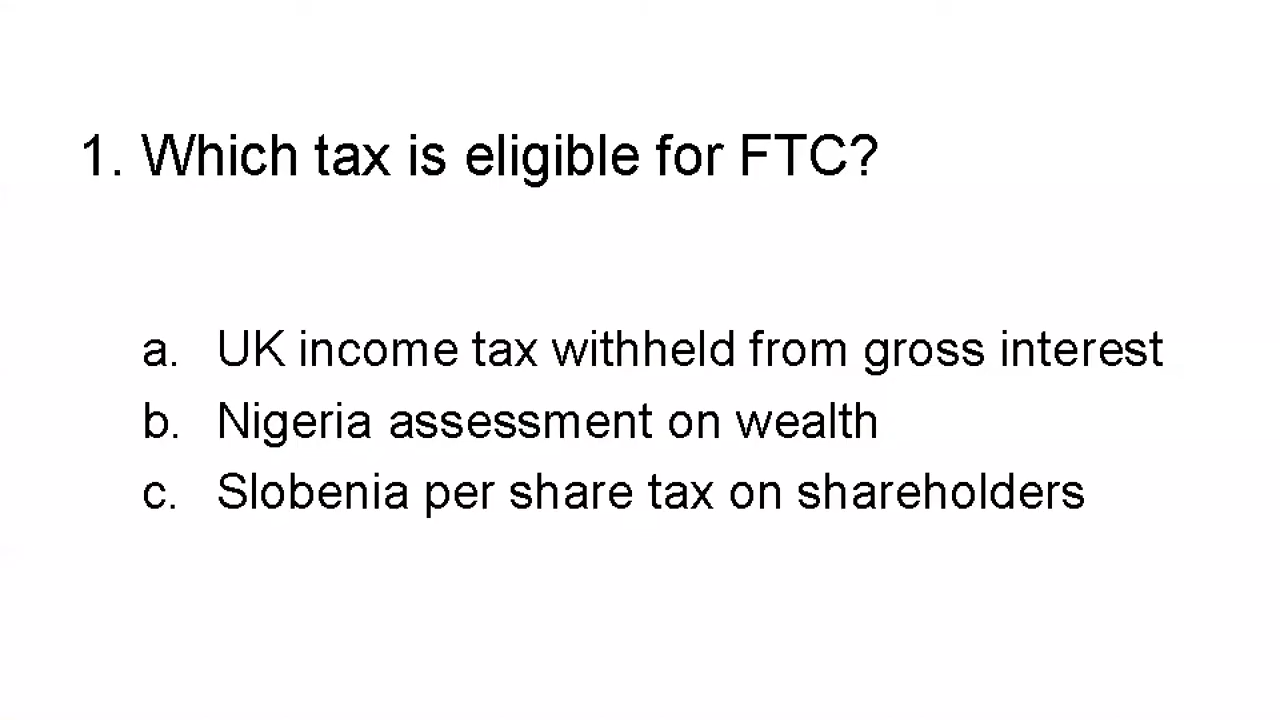 1. Which tax is eligible for FTC?
a. UK income tax withheld from gross interest
b. Nigeria assessment on wealth
c. Slobenia per share tax on shareholders